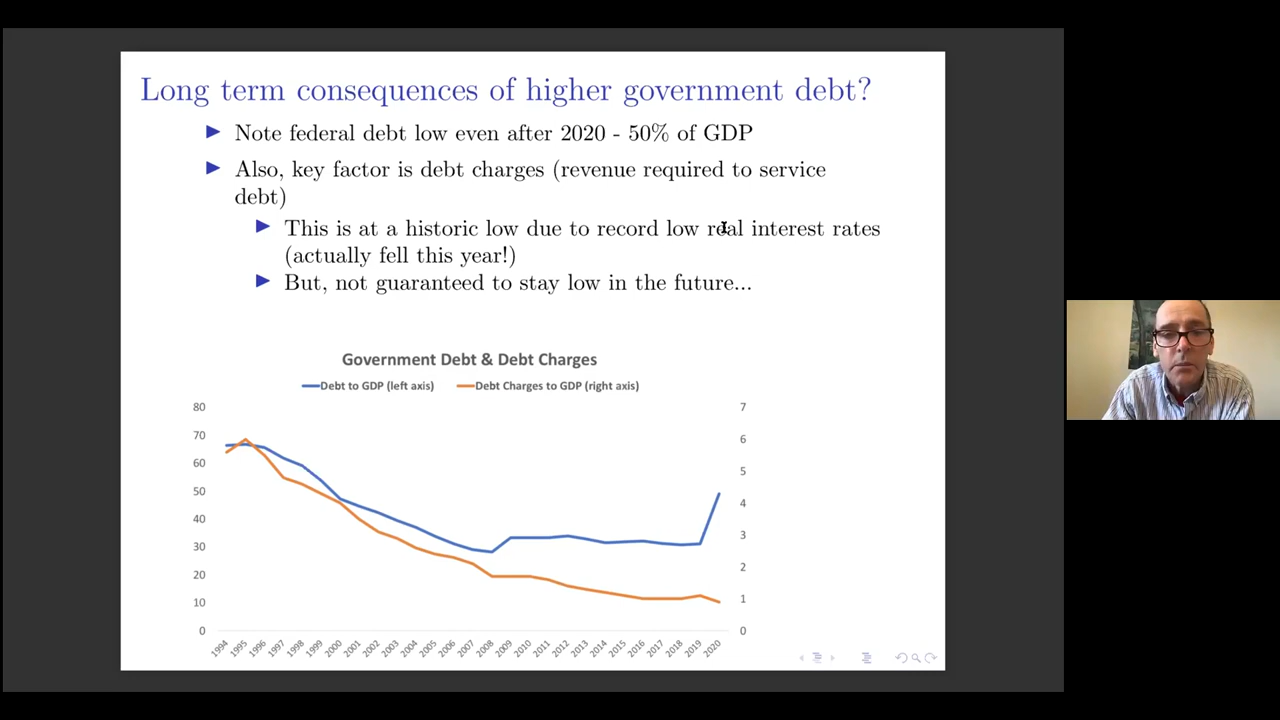 Long term consequences of higher government debt?
Note federal debt low even after 2020 - 50% of GDP
Also, key factor is debt charges (revenue required to service
debt)
This is at a historic low due to record low real interest rates
(actually fell this year!)
But, not guaranteed to stay low in the future...
Government Debt & Debt Charges
Debt to GDP (left axis) Debt Charges to GDP (right axis)
80 7
70 6
60 5
50 4
40 3
30 2
20 1
10 0
0
1994 1995 1996 1997 1998 1999 2000 2001 2002 2003 2004 2005 2006 2007 2008 2009 2010 2011 2012 2013 2014 2015 2016 2017 2018 2019 2020